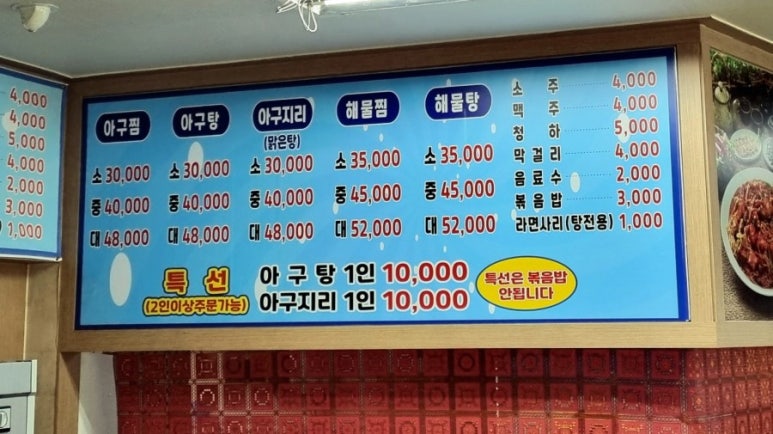 4,000
4,000
5,000
4,000
2,000
3,000
1,000
아구찜 아구탕 아구지리 해물찜 해물탕
(맑은탕)
소 30,000 소 30,000 소 30,000 소 35,000 소 35,000
중 40,000 중 40,000 중 40,000 중 45,000 중 45,000
대 48,000 대 48,000 대 48,000 대 52,000 대 52,000
소주 4,000
맥주 4,000
청하 5,000
막걸리 4,000
음료수 2,000
볶음밥 3,000
라면사리(탕전용) 1,000
특선
(2인이상주문가능)
아구탕 1인 10,000
아구지리 1인 10,000
특선은 볶음밥
안됩니다